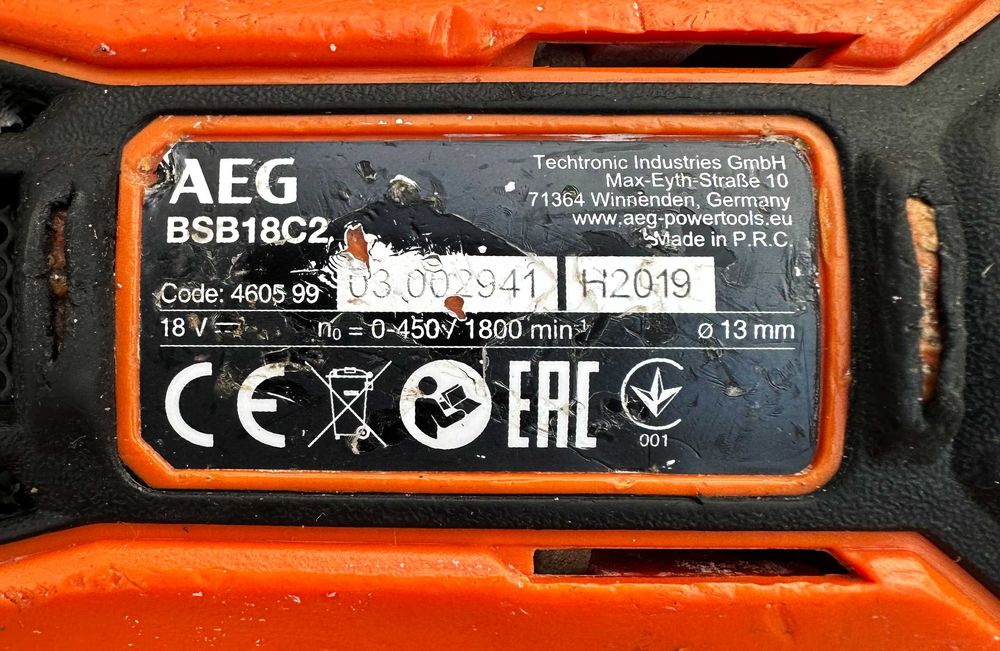 AEG
BSB18C2
Techtronic Industries GmbH
Max-Eyth-Straße 10
71364 Winnenden, Germany
www.aeg-powertools.eu
Made in P.R.C.
Code: 4605 99 03 002941 H2019
18 V n₀ = 0-450 / 1800 min⁻¹ ø 13 mm
CE EAC
001